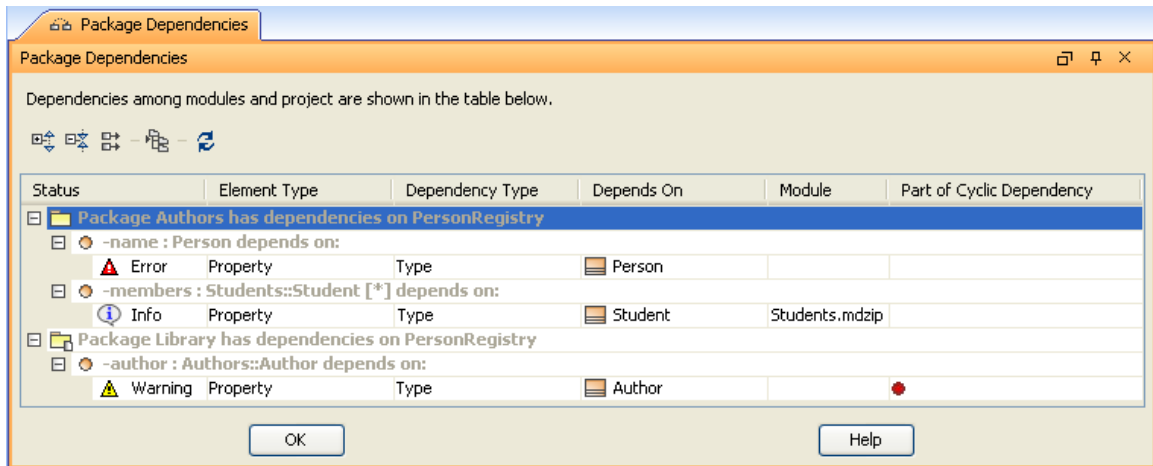 Package Dependencies
Package Dependencies
Dependencies among modules and project are shown in the table below.
Status Element Type Dependency Type Depends On Module Part of Cyclic Dependency
Package Authors has dependencies on PersonRegistry
-name : Person depends on:
Error Property Type Person
-members : Students::Student [*] depends on:
Info Property Type Student Students.mdzip
Package Library has dependencies on PersonRegistry
-author : Authors::Author depends on:
Warning Property Type Author
OK Help